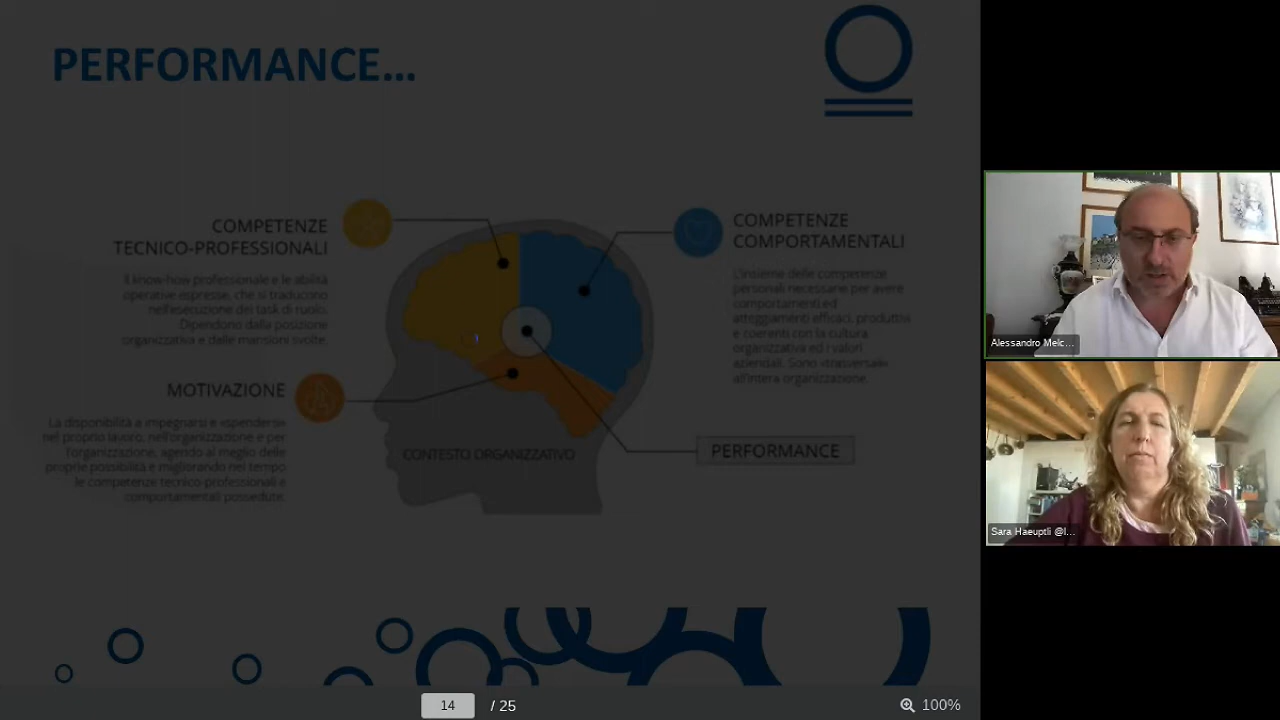 PERFORMANCE...
COMPETENZE
TECNICO-PROFESSIONALI
Il know-how professionale e le abilità
operative espresse, che si traducono
nell'esecuzione dei task di ruolo.
Dipendono dalla posizione
organizzativa e dalle mansioni svolte.
MOTIVAZIONE
La disponibilità a impegnarsi e «spendersi»
nel proprio lavoro, nell'organizzazione e per
l'organizzazione, agendo al meglio delle
proprie possibilità e migliorando nel tempo
le competenze tecnico-professionali e
comportamentali possedute.
COMPETENZE
COMPORTAMENTALI
L'insieme delle competenze
personali necessarie per avere
comportamenti ed
atteggiamenti efficaci, produttivi
e coerenti con la cultura
organizzativa ed i valori
aziendali. Sono «trasversali»
all'intera organizzazione.
CONTESTO ORGANIZZATIVO
PERFORMANCE
14 / 25
100%
Alessandro Melc...
Sara Haeuptli @l...